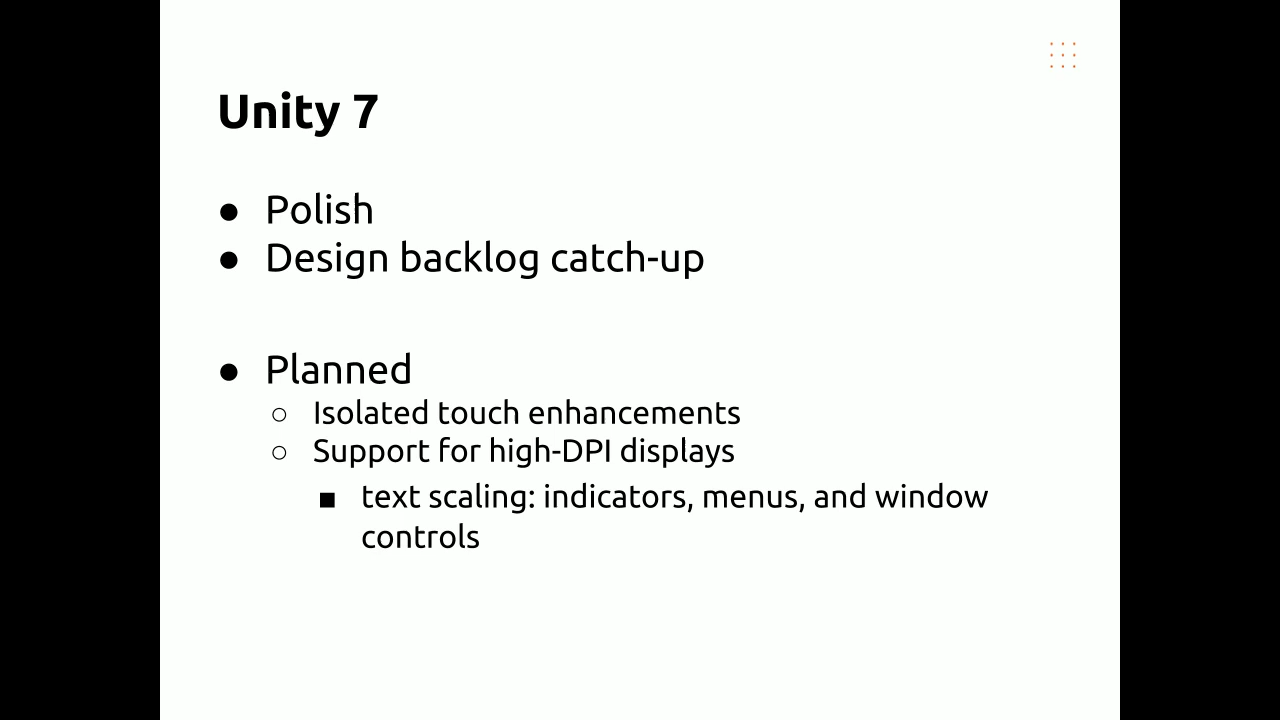 Unity 7
● Polish
● Design backlog catch-up
● Planned
○ Isolated touch enhancements
○ Support for high-DPI displays
■ text scaling: indicators, menus, and window
controls